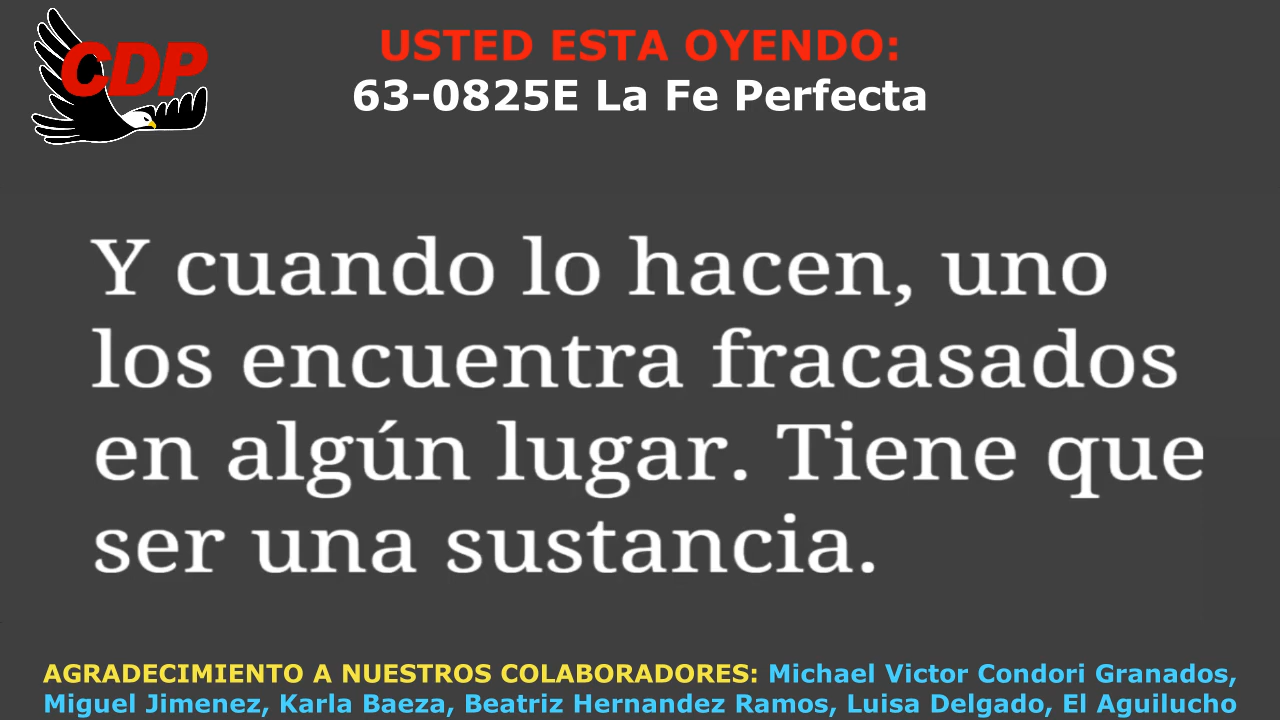 CDP
USTED ESTA OYENDO:
63-0825E La Fe Perfecta
Y cuando lo hacen, uno
los encuentra fracasados
en algún lugar. Tiene que
ser una sustancia.
AGRADECIMIENTO A NUESTROS COLABORADORES: Michael Victor Condori Granados,
Miguel Jimenez, Karla Baeza, Beatriz Hernandez Ramos, Luisa Delgado, El Aguilucho